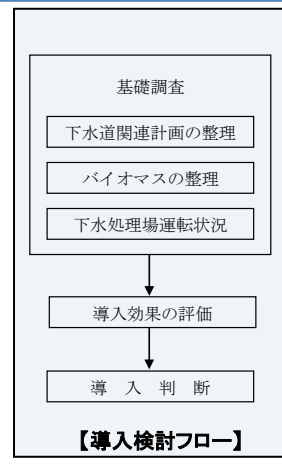 基礎調査
下水道関連計画の整理
バイオマスの整理
下水処理場運転状況
導入効果の評価
導 入 判 断
【導入検討フロー】